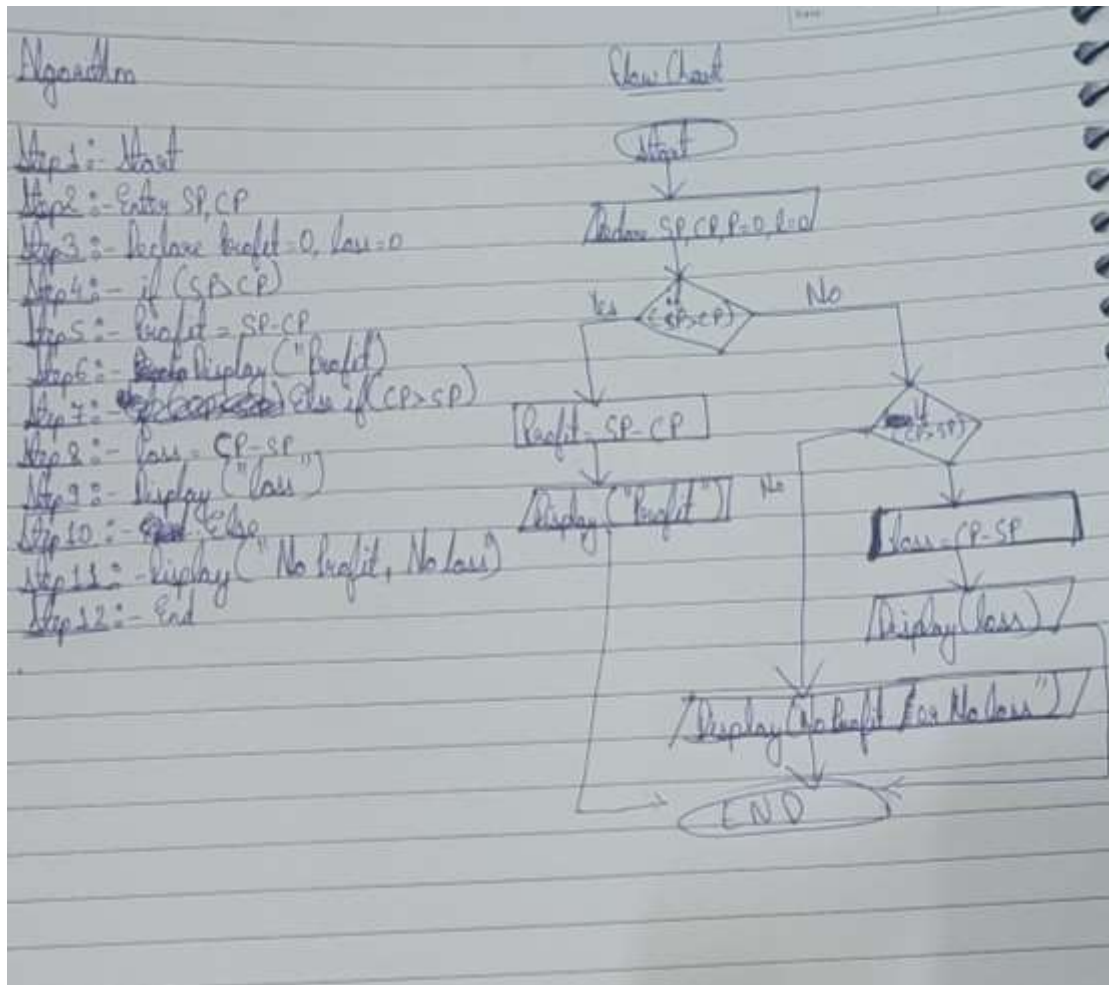 Algorithm
Step 1:- Start
Step 2:- Enter SP, CP
Step 3:- Declare Profit=0, loss=0
Step 4:- if (SP>CP)
Step 5:- Profit = SP-CP
Step 6:- Display ("Profit")
Step 7:- Else if (CP>SP)
Step 8:- loss = CP-SP
Step 9:- Display ("loss")
Step 10:- Else
Step 11:- Display ("No Profit, No loss")
Step 12:- End
Flow Chart
Start
Declare SP, CP, P=0, l=0
if
(SP>CP)
Yes
No
Profit = SP-CP
Display ("Profit")
if
(CP>SP)
No
loss = CP-SP
Display (loss)
Display (No Profit For No loss")
END